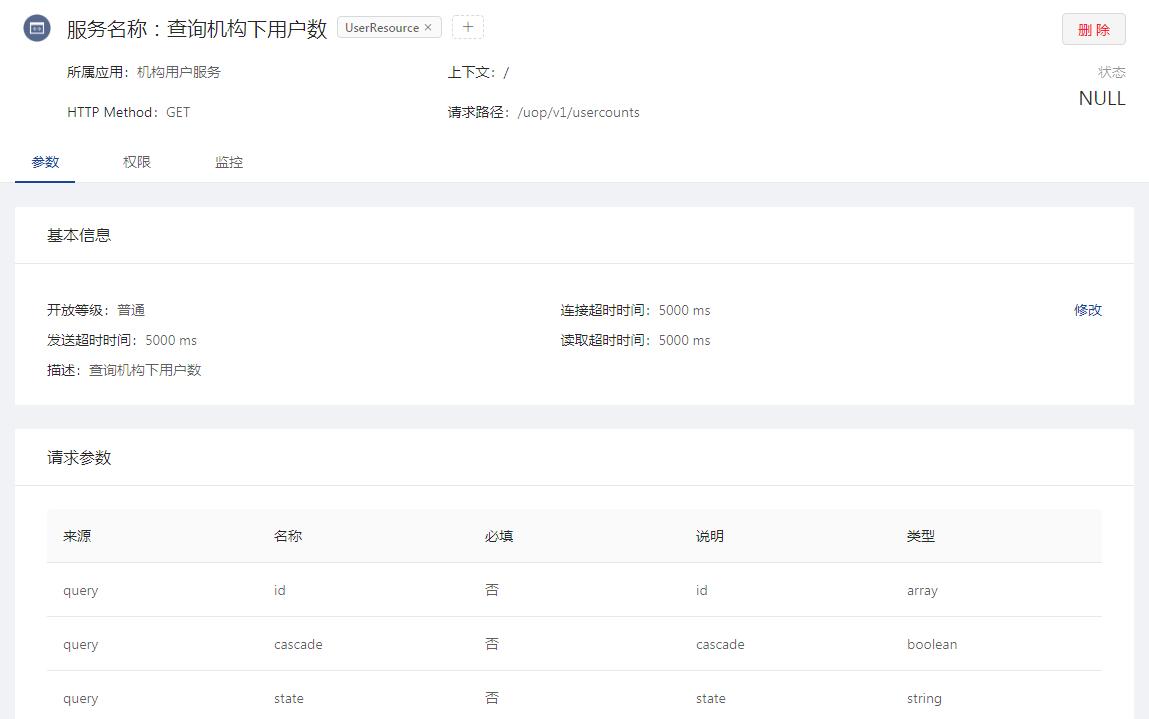 服务名称：查询机构下用户数 UserResource × +
删 除
所属应用： 机构用户服务 上下文： / 状态
HTTP Method： GET 请求路径： /uop/v1/usercounts NULL
参数 权限 监控
基本信息
开放等级： 普通 连接超时时间： 5000 ms 修改
发送超时时间： 5000 ms 读取超时时间： 5000 ms
描述： 查询机构下用户数
请求参数
来源 名称 必填 说明 类型
query id 否 id array
query cascade 否 cascade boolean
query state 否 state string